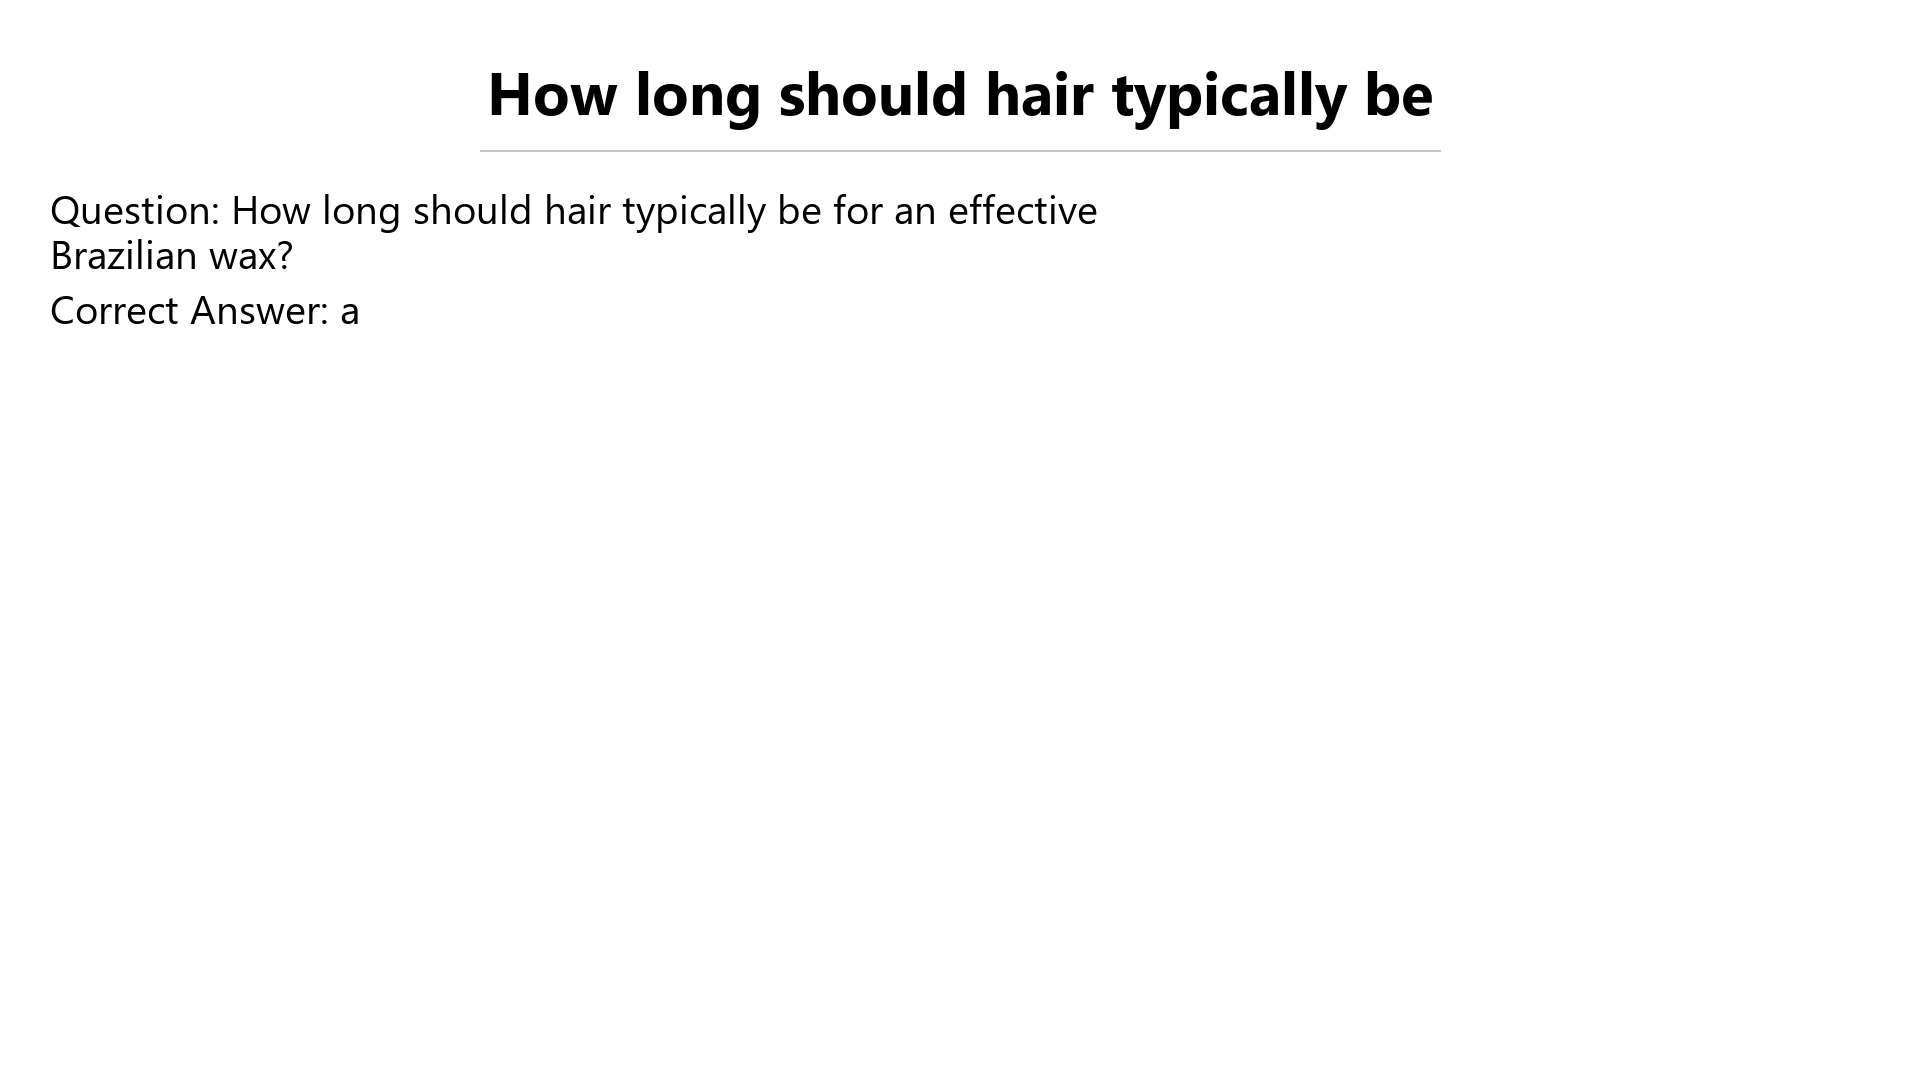 How long should hair typically be
Question: How long should hair typically be for an effective
Brazilian wax?
Correct Answer: a